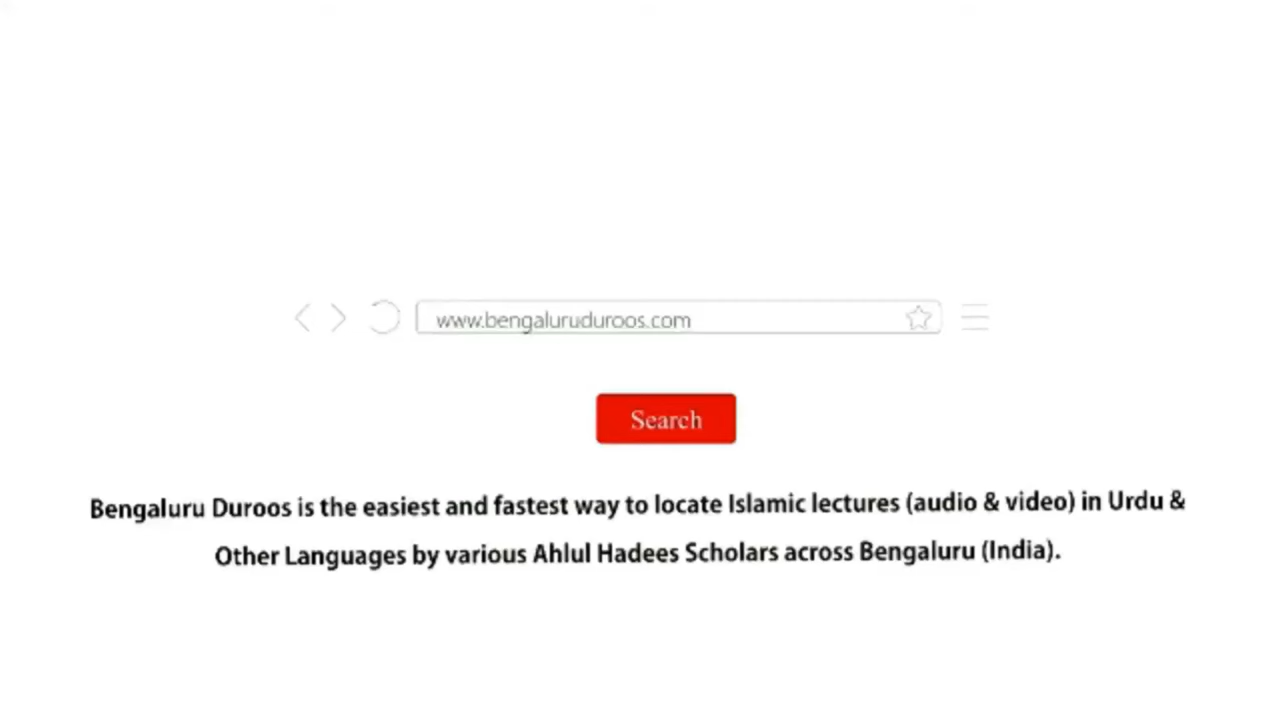 www.bengaluruduroos.com
Search
Bengaluru Duroos is the easiest and fastest way to locate Islamic lectures (audio & video) in Urdu &
Other Languages by various Ahlul Hadees Scholars across Bengaluru (India).